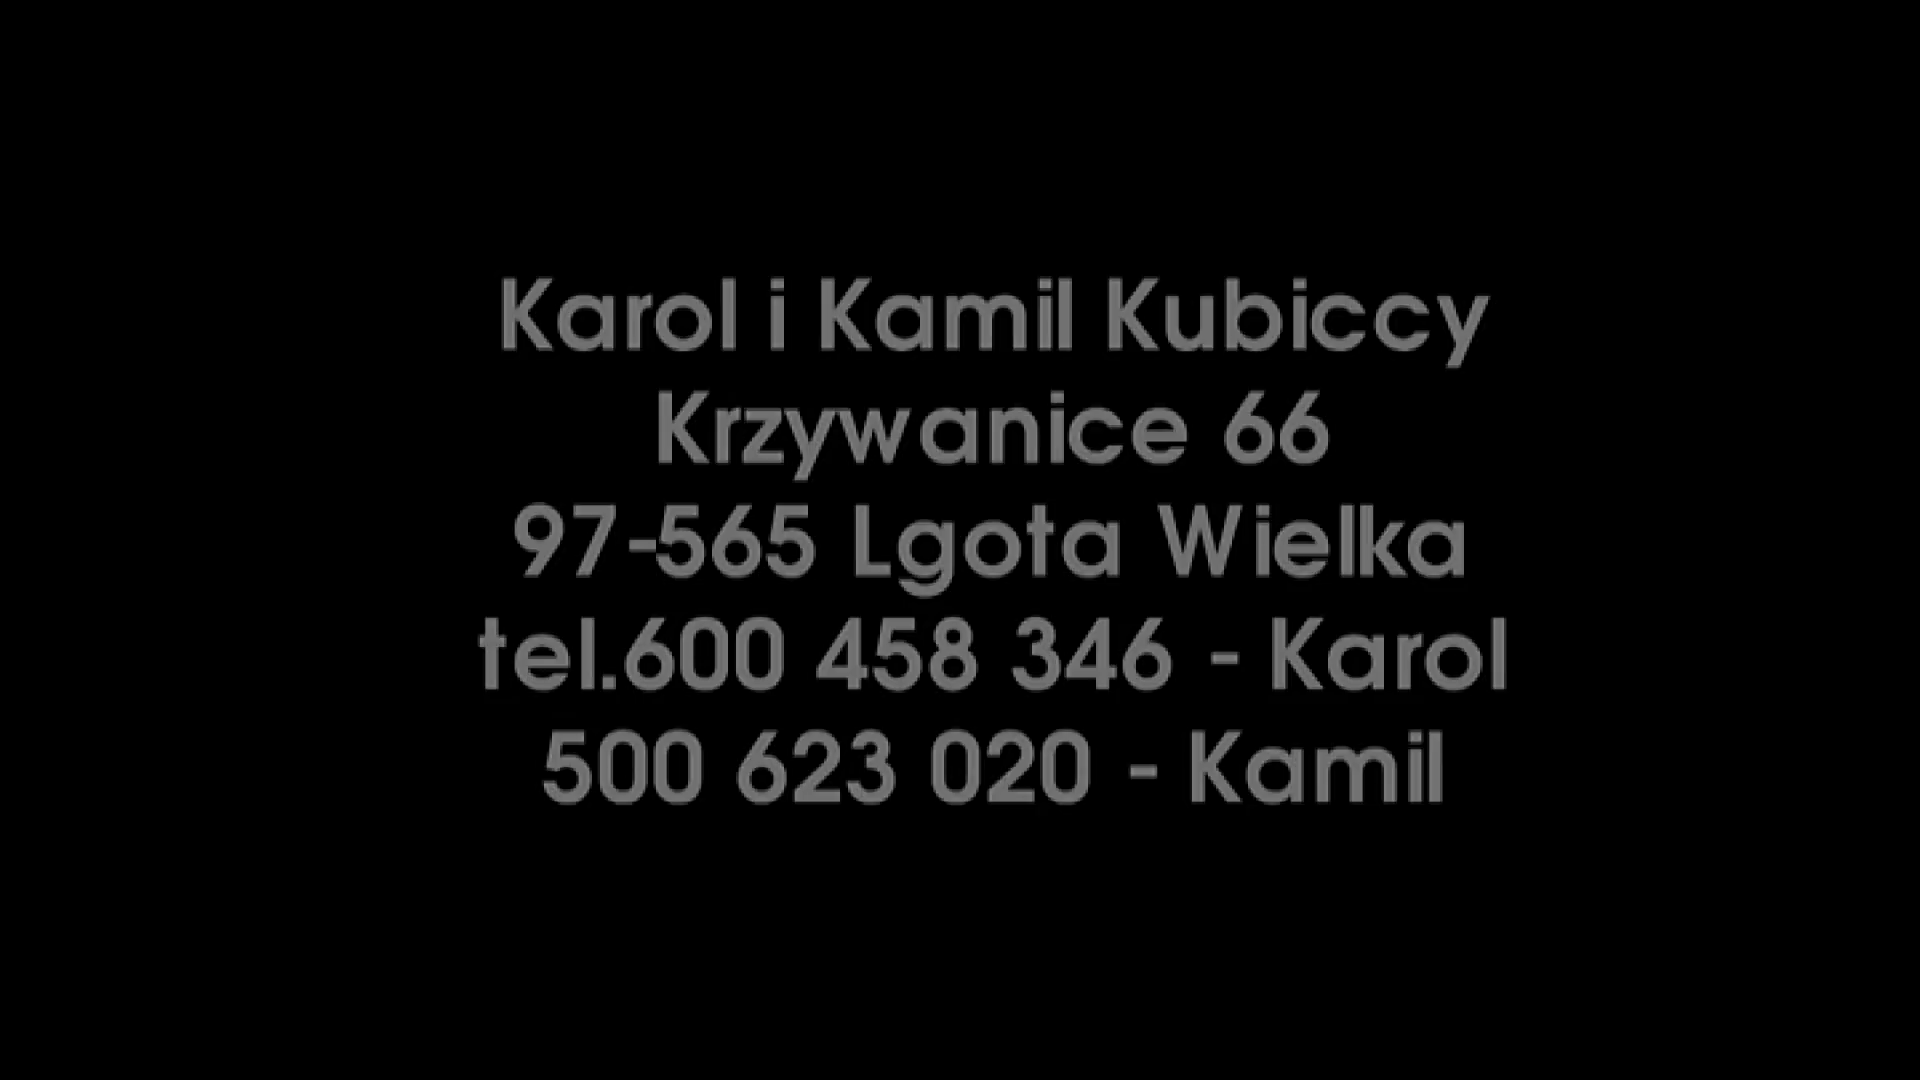 Karol i Kamil Kubiccy
Krzywanice 66
97-565 Lgota Wielka
tel.600 458 346 - Karol
500 623 020 - Kamil